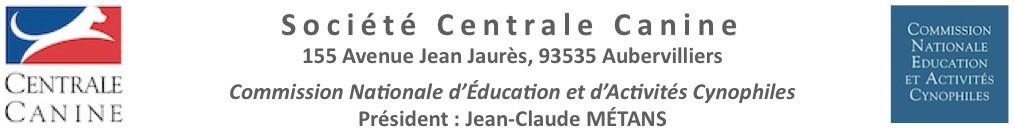 CENTRALE
CANINE
Société Centrale Canine
155 Avenue Jean Jaurès, 93535 Aubervilliers
Commission Nationale d’Éducation et d’Activités Cynophiles
Président : Jean-Claude MÉTANS
COMMISSION
NATIONALE
EDUCATION
ET ACTIVITÉS
CYNOPHILES